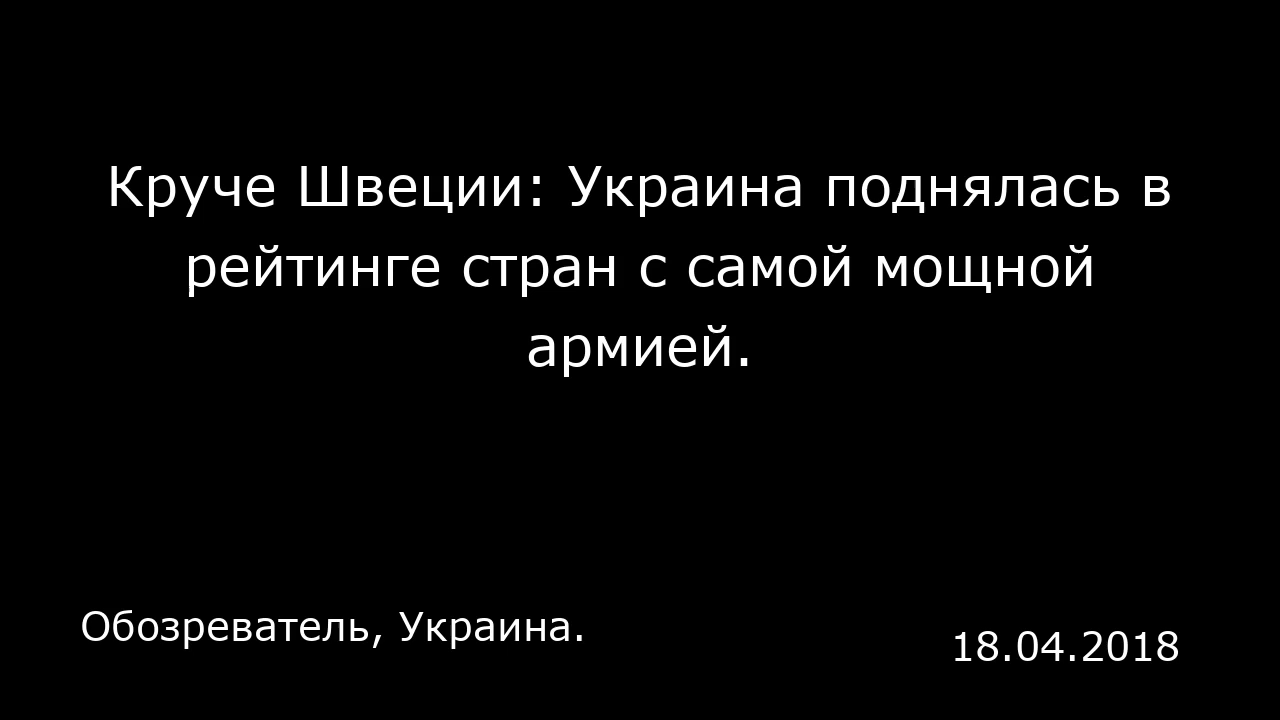 Круче Швеции: Украина поднялась в
рейтинге стран с самой мощной
армией.
Обозреватель, Украина.
18.04.2018